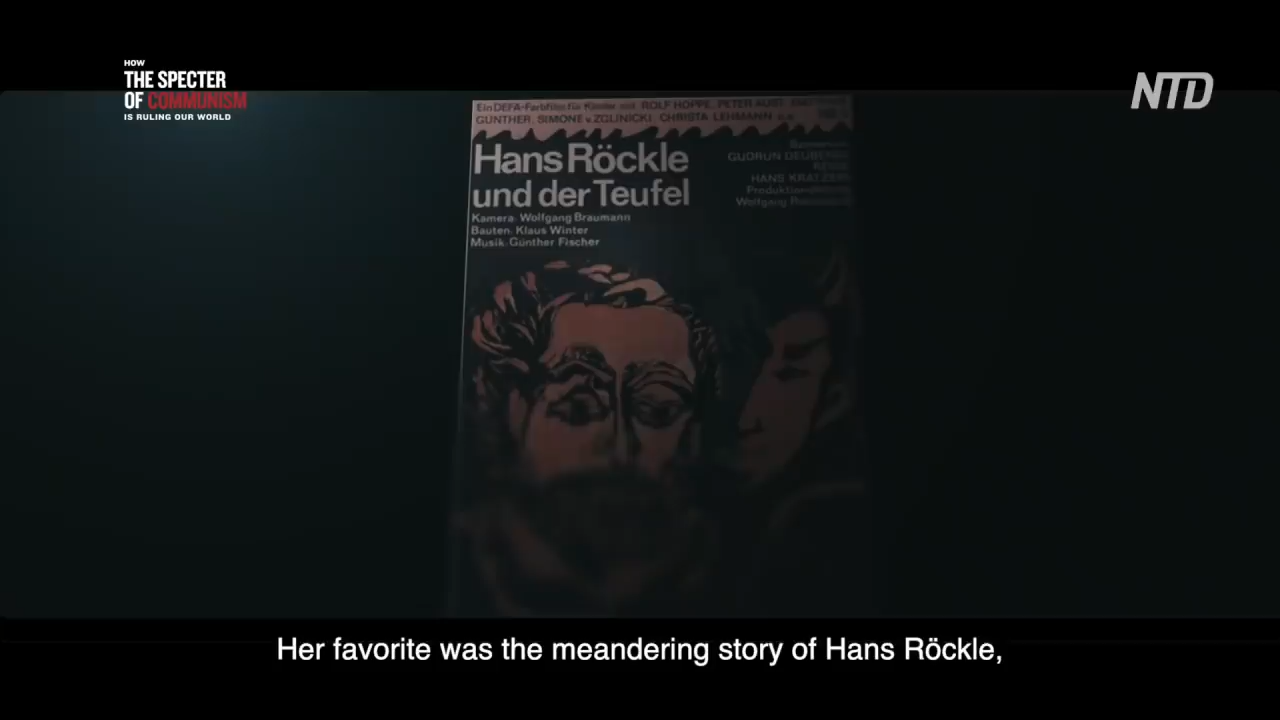 HOW
THE SPECTER
OF COMMUNISM
IS RULING OUR WORLD
NTD
Ein DEFA-Farbfilm für Kinder mit ROLF HOPPE, PETER AUST,
GÜNTHER, SIMONE v. ZGLINICKI, CHRISTA LEHMANN u.a.
Hans Röckle
und der Teufel
Kamera: Wolfgang Braumann
Bauten: Klaus Winter
Musik: Günther Fischer
GUDRUN DEUBENER
HANS KRATZERT
Wolfgang
Her favorite was the meandering story of Hans Röckle,